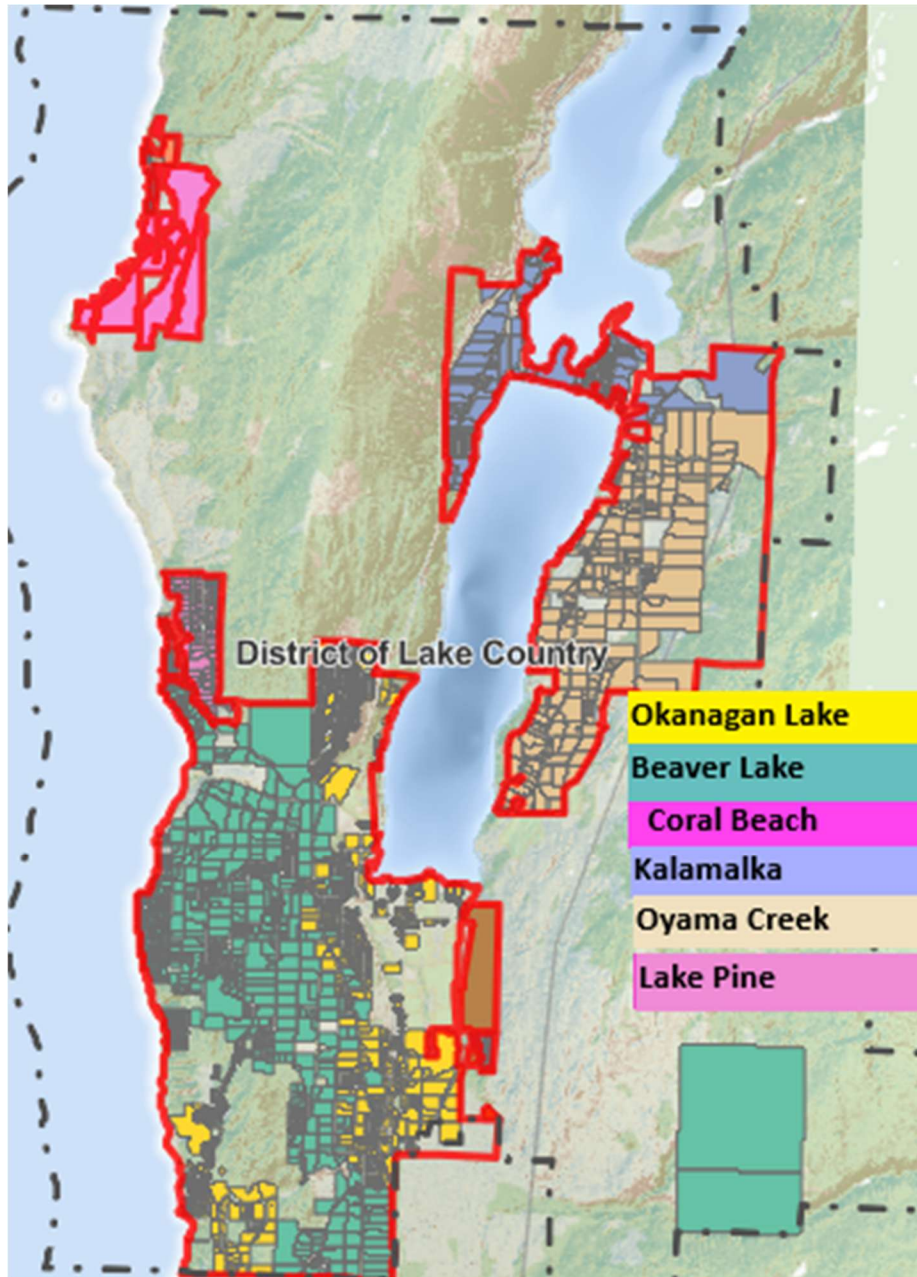 District of Lake Country
Okanagan Lake
Beaver Lake
Coral Beach
Kalamalka
Oyama Creek
Lake Pine